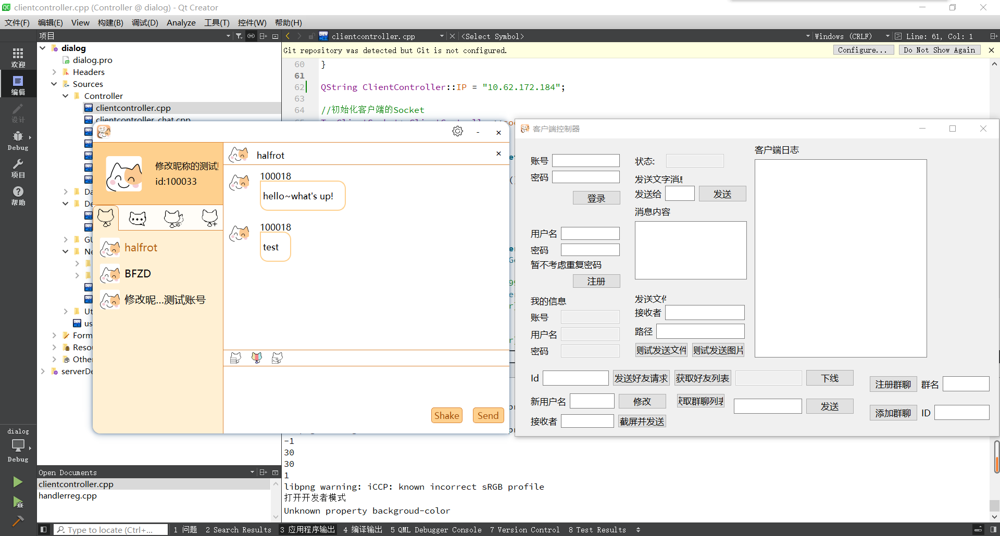 clientcontroller.cpp (Controller @ dialog) - Qt Creator
文件(F) 编辑(E) View 构建(B) 调试(D) Analyze 工具(T) 控件(W) 帮助(H)
项目
clientcontroller.cpp
<Select Symbol>
Windows (CRLF)
Line: 61, Col: 1
Git repository was detected but Git is not configured.
Configure...
Do Not Show Again
欢迎
编辑
设计
Debug
项目
帮助
dialog
Debug
dialog
dialog.pro
Headers
Sources
Controller
clientcontroller.cpp
clientcontroller_chat.cpp
Da
De
GU
Ne
Ut
us
Form
Resou
Other
serverDe
60 }
61
62 QString ClientController::IP = "10.62.172.184";
63
64 //初始化客户端的Socket
修改昵称的测试
id:100033
halfrot
BFZD
修改昵...测试账号
halfrot
100018
hello~what's up!
100018
test
Shake
Send
客户端控制器
账号
密码
登录
用户名
密码
暂不考虑重复密码
注册
我的信息
账号
用户名
密码
状态:
发送文字消息
发送给
发送
消息内容
发送文件
接收者
路径
测试发送文件
测试发送图片
客户端日志
Id
发送好友请求
获取好友列表
下线
注册群聊
群名
新用户名
修改
获取群聊列表
发送
添加群聊
ID
接收者
截屏并发送
-1
30
30
1
libpng warning: iCCP: known incorrect sRGB profile
打开开发者模式
Unknown property backgroud-color
Open Documents
clientcontroller.cpp
handlerreg.cpp
Type to locate (Ctrl+...
1 问题
2 Search Results
3 应用程序输出
4 编译输出
5 QML Debugger Console
7 Version Control
8 Test Results